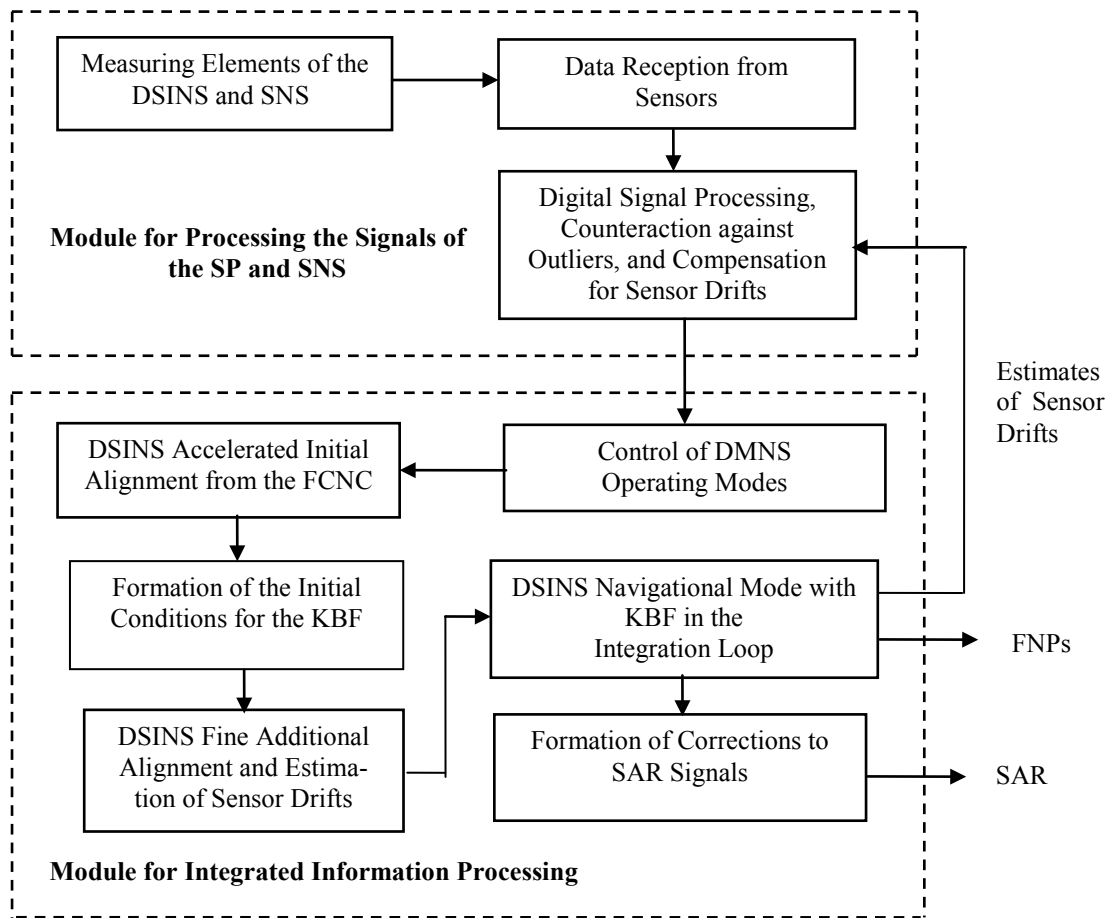 Measuring Elements of the
DSINS and SNS
Data Reception from
Sensors
Digital Signal Processing,
Counteraction against
Outliers, and Compensation
for Sensor Drifts
Module for Processing the Signals of
the SP and SNS
Estimates
of Sensor
Drifts
DSINS Accelerated Initial
Alignment from the FCNC
Control of DMNS
Operating Modes
Formation of the Initial
Conditions for the KBF
DSINS Navigational Mode with
KBF in the
Integration Loop
FNPs
DSINS Fine Additional
Alignment and Estima-
tion of Sensor Drifts
Formation of Corrections to
SAR Signals
SAR
Module for Integrated Information Processing